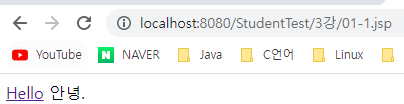 localhost:8080/StudentTest/3강/01-1.jsp
YouTube NAVER Java C언어 Linux
Hello 안녕.